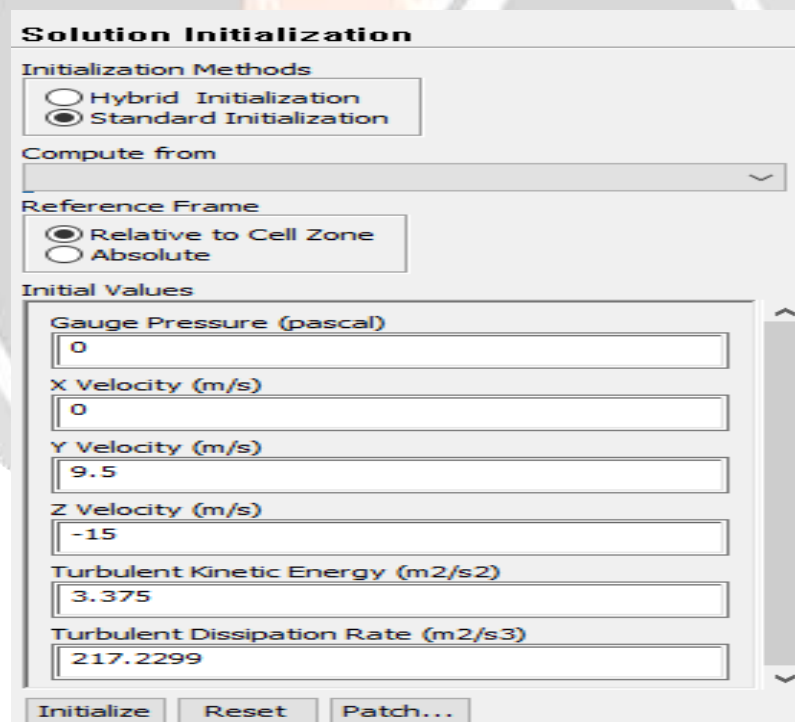 Solution Initialization
Initialization Methods
Hybrid Initialization
Standard Initialization
Compute from
Reference Frame
Relative to Cell Zone
Absolute
Initial Values
Gauge Pressure (pascal)
0
X Velocity (m/s)
0
Y Velocity (m/s)
9.5
Z Velocity (m/s)
-15
Turbulent Kinetic Energy (m2/s2)
3.375
Turbulent Dissipation Rate (m2/s3)
217.2299
Initialize Reset Patch...